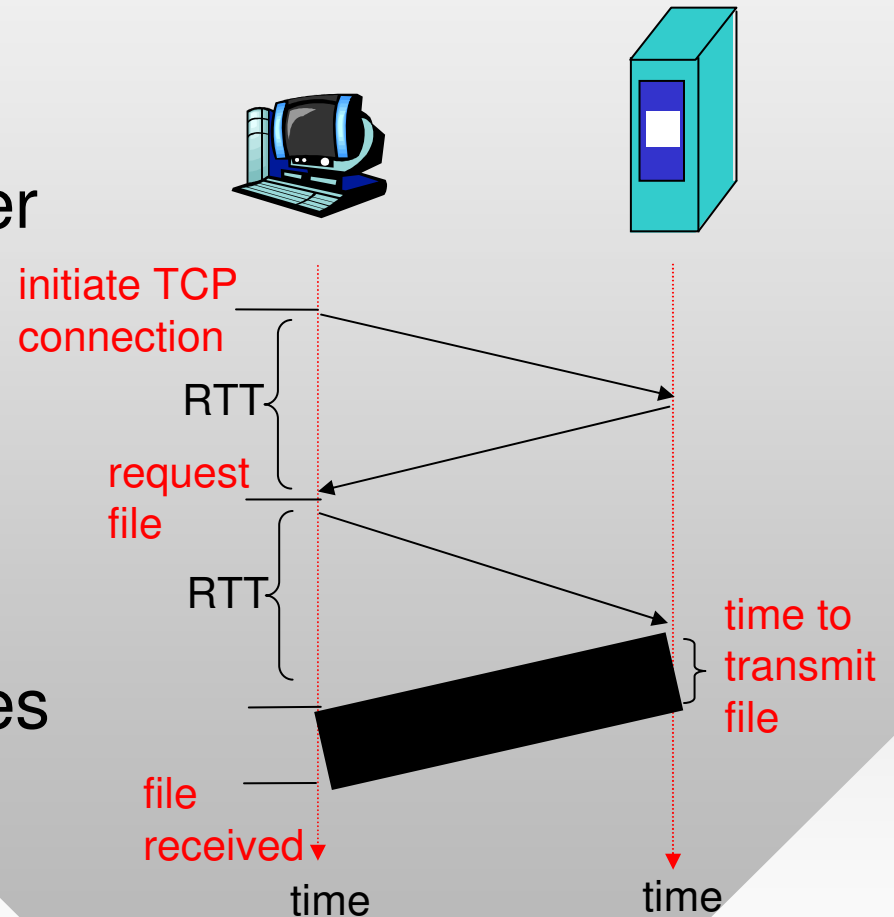 er
initiate TCP
connection
RTT
request
file
RTT
time to
transmit
file
es
file
received
time
time